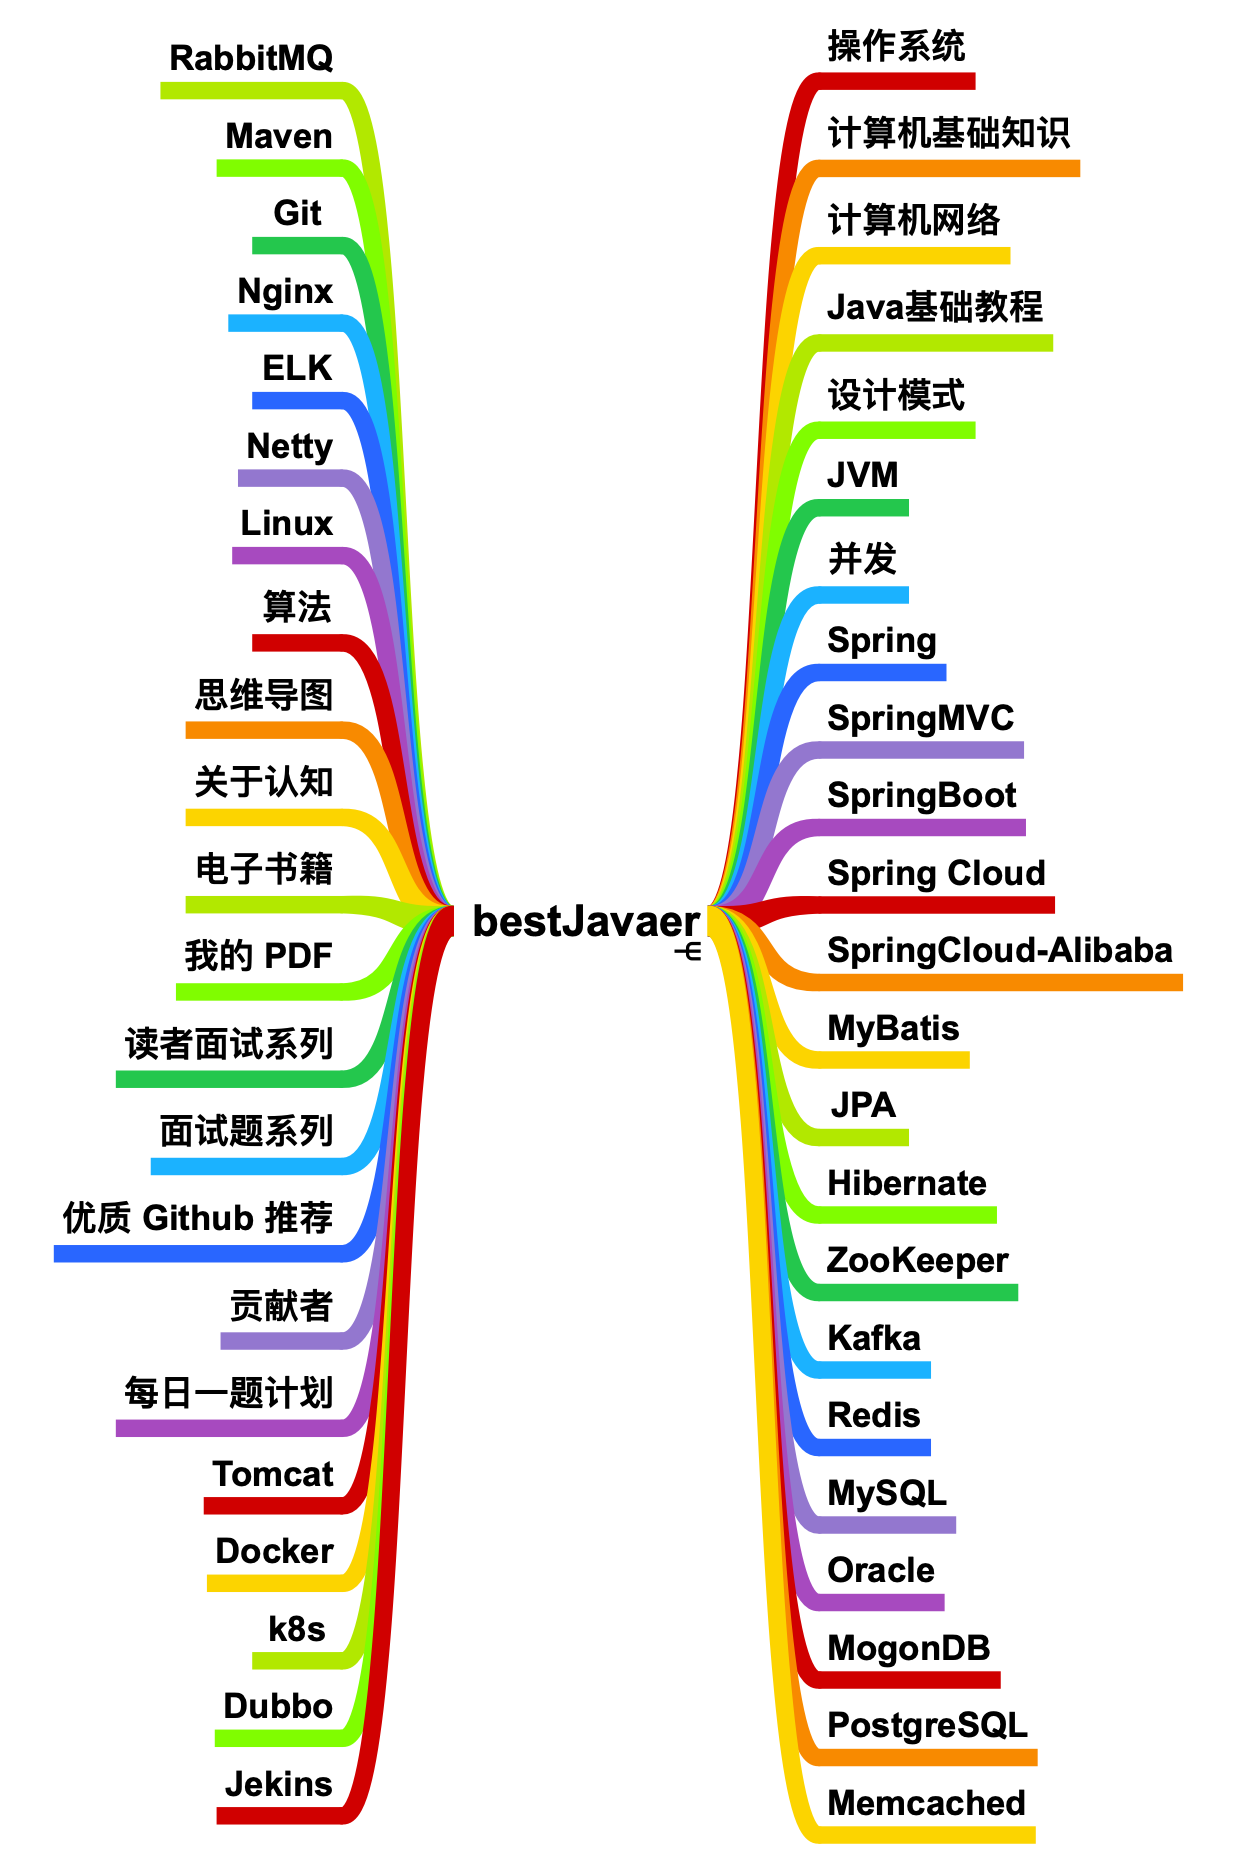 RabbitMQ
Maven
Git
Nginx
ELK
Netty
Linux
算法
思维导图
关于认知
电子书籍
我的 PDF
读者面试系列
面试题系列
优质 Github 推荐
贡献者
每日一题计划
Tomcat
Docker
k8s
Dubbo
Jekins
bestJavaer
操作系统
计算机基础知识
计算机网络
Java基础教程
设计模式
JVM
并发
Spring
SpringMVC
SpringBoot
Spring Cloud
SpringCloud-Alibaba
MyBatis
JPA
Hibernate
ZooKeeper
Kafka
Redis
MySQL
Oracle
MogonDB
PostgreSQL
Memcached